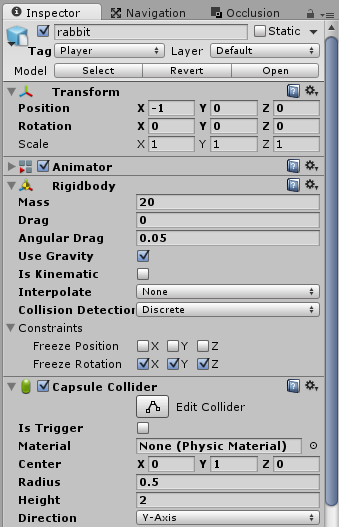 Inspector Navigation Occlusion
rabbit Static
Tag Player Layer Default
Model Select Revert Open
Transform
Position X -1 Y 0 Z 0
Rotation X 0 Y 0 Z 0
Scale X 1 Y 1 Z 1
Animator
Rigidbody
Mass 20
Drag 0
Angular Drag 0.05
Use Gravity
Is Kinematic
Interpolate None
Collision Detection Discrete
Constraints
Freeze Position X Y Z
Freeze Rotation X Y Z
Capsule Collider
Edit Collider
Is Trigger
Material None (Physic Material)
Center X 0 Y 1 Z 0
Radius 0.5
Height 2
Direction Y-Axis